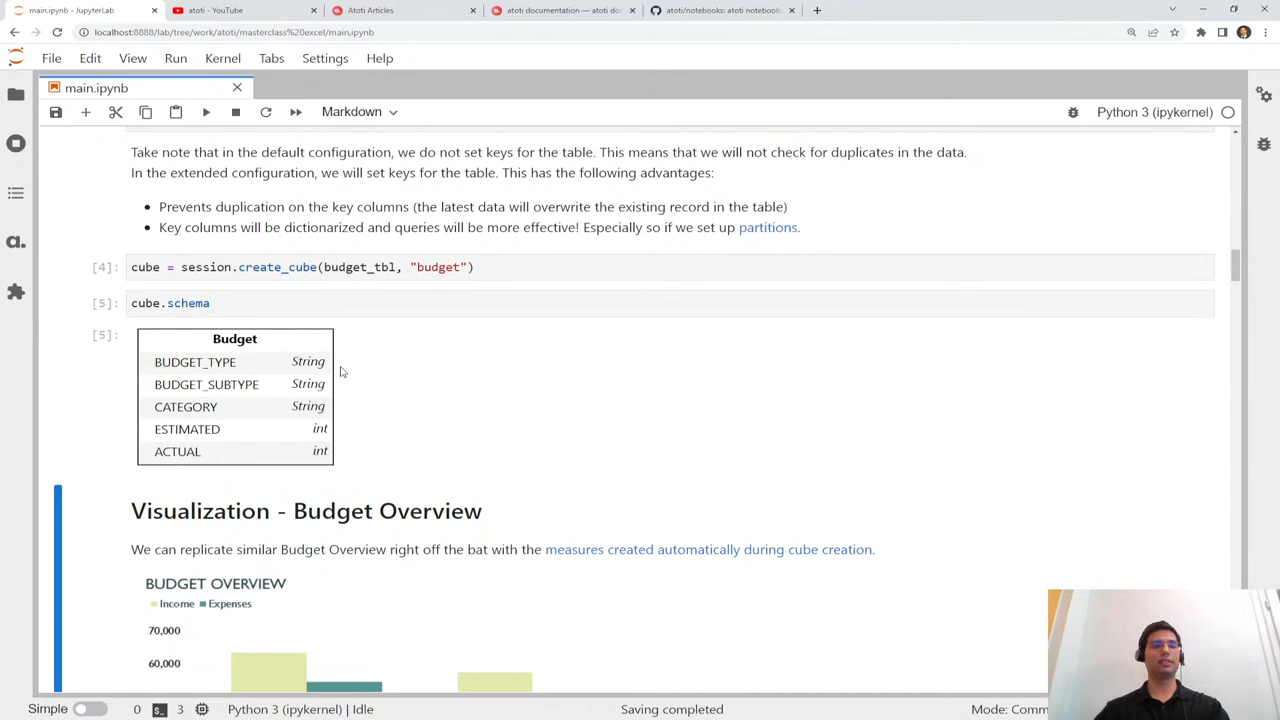 main.ipynb - JupyterLab
atoti - YouTube
Atoti Articles
atoti documentation — atoti doc
atoti/notebooks: atoti notebook
localhost:8888/lab/tree/work/atoti/masterclass%20excel/main.ipynb
File Edit View Run Kernel Tabs Settings Help
main.ipynb
Markdown
Python 3 (ipykernel)
Take note that in the default configuration, we do not set keys for the table. This means that we will not check for duplicates in the data.
In the extended configuration, we will set keys for the table. This has the following advantages:
• Prevents duplication on the key columns (the latest data will overwrite the existing record in the table)
• Key columns will be dictionarized and queries will be more effective! Especially so if we set up partitions.
[4]: cube = session.create_cube(budget_tbl, "budget")
[5]: cube.schema
[5]:
Budget
BUDGET_TYPE String
BUDGET_SUBTYPE String
CATEGORY String
ESTIMATED int
ACTUAL int
Visualization - Budget Overview
We can replicate similar Budget Overview right off the bat with the measures created automatically during cube creation.
BUDGET OVERVIEW
Income Expenses
70,000
60,000
a.
Simple 0 3 Python 3 (ipykernel) | Idle Saving completed Mode: Comm